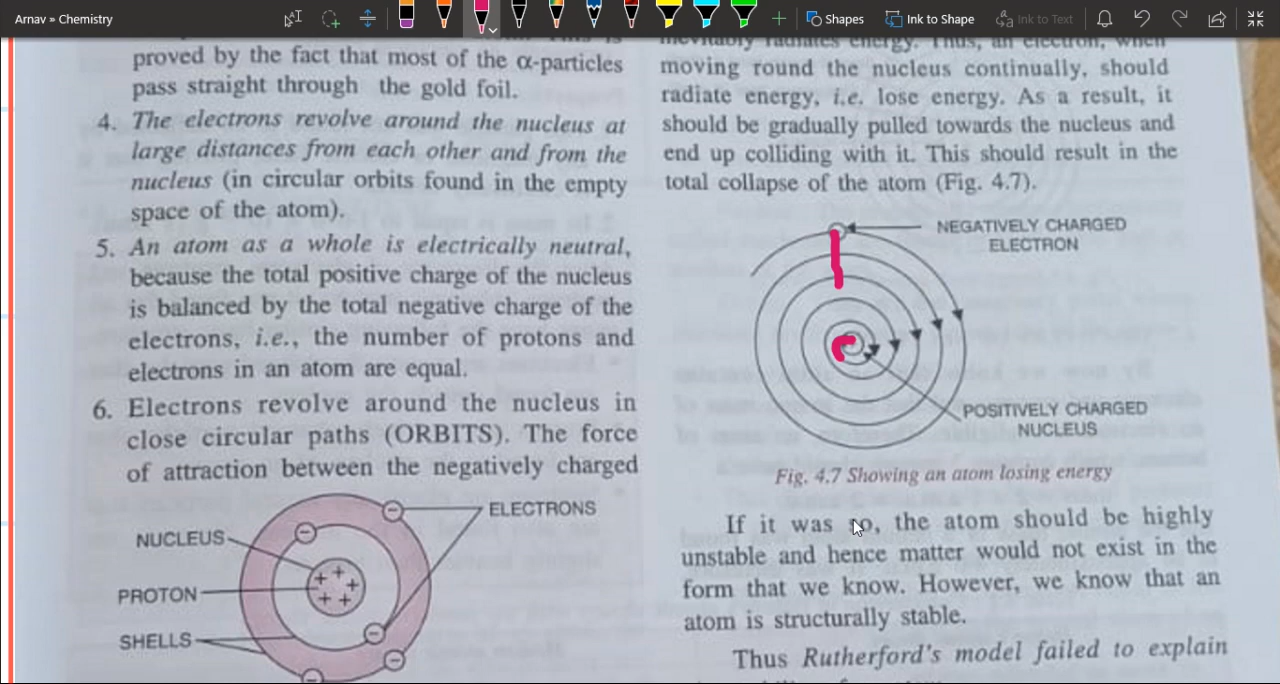 Arnav » Chemistry
Shapes
Ink to Shape
Ink to Text
proved by the fact that most of the α-particles
pass straight through the gold foil.
4. The electrons revolve around the nucleus at
large distances from each other and from the
nucleus (in circular orbits found in the empty
space of the atom).
5. An atom as a whole is electrically neutral,
because the total positive charge of the nucleus
is balanced by the total negative charge of the
electrons, i.e., the number of protons and
electrons in an atom are equal.
6. Electrons revolve around the nucleus in
close circular paths (ORBITS). The force
of attraction between the negatively charged
ELECTRONS
NUCLEUS
PROTON
SHELLS
inevitably radiates energy. Thus, an electron, when
moving round the nucleus continually, should
radiate energy, i.e. lose energy. As a result, it
should be gradually pulled towards the nucleus and
end up colliding with it. This should result in the
total collapse of the atom (Fig. 4.7).
NEGATIVELY CHARGED
ELECTRON
POSITIVELY CHARGED
NUCLEUS
Fig. 4.7 Showing an atom losing energy
If it was so, the atom should be highly
unstable and hence matter would not exist in the
form that we know. However, we know that an
atom is structurally stable.
Thus Rutherford's model failed to explain